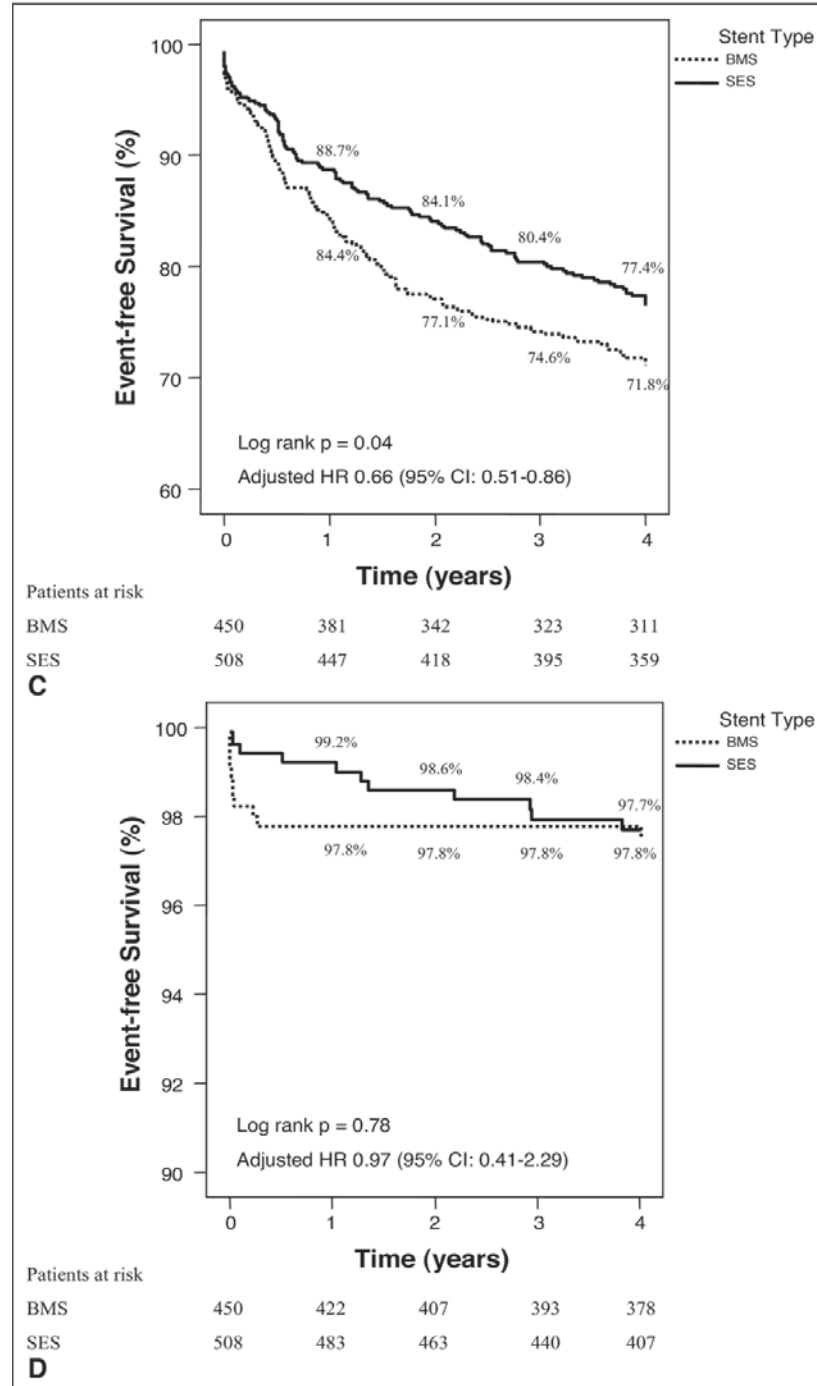 Stent Type
BMS
SES
100
90
80
70
60
Event-free Survival (%)
88.7%
84.1%
80.4%
77.4%
84.4%
77.1%
74.6%
71.8%
Log rank p = 0.04
Adjusted HR 0.66 (95% CI: 0.51-0.86)
0 1 2 3 4
Time (years)
Patients at risk
BMS 450 381 342 323 311
SES 508 447 418 395 359
C
Stent Type
BMS
SES
100
98
96
94
92
90
Event-free Survival (%)
99.2%
98.6%
98.4%
97.7%
97.8% 97.8% 97.8% 97.8%
Log rank p = 0.78
Adjusted HR 0.97 (95% CI: 0.41-2.29)
0 1 2 3 4
Time (years)
Patients at risk
BMS 450 422 407 393 378
SES 508 483 463 440 407
D